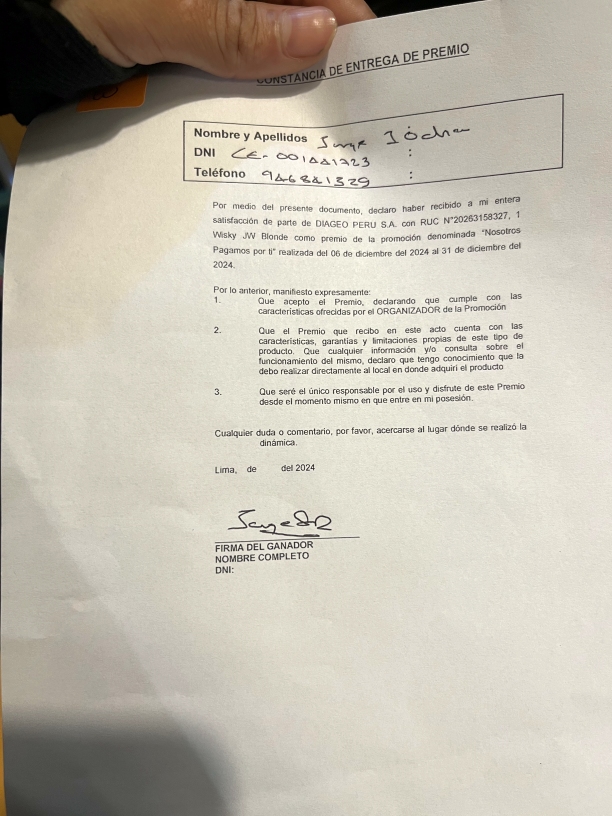 CONSTANCIA DE ENTREGA DE PREMIO
Nombre y Apellidos
DNI CE-001441723 :
Teléfono 946841329 :
Por medio del presente documento, declaro haber recibido a mi entera
satisfacción de parte de DIAGEO PERU S.A. con RUC N°20263158327, 1
Wisky JW Blonde como premio de la promoción denominada "Nosotros
Pagamos por ti" realizada del 06 de diciembre del 2024 al 31 de diciembre del
2024.
Por lo anterior, manifiesto expresamente:
1. Que acepto el Premio, declarando que cumple con las
características ofrecidas por el ORGANIZADOR de la Promoción
2. Que el Premio que recibo en este acto cuenta con las
características, garantías y limitaciones propias de este tipo de
producto. Que cualquier información y/o consulta sobre el
funcionamiento del mismo, declaro que tengo conocimiento que la
debo realizar directamente al local en donde adquirí el producto
3. Que seré el único responsable por el uso y disfrute de este Premio
desde el momento mismo en que entre en mi posesión.
Cualquier duda o comentario, por favor, acercarse al lugar dónde se realizó la
dinámica.
Lima, de del 2024
FIRMA DEL GANADOR
NOMBRE COMPLETO
DNI: